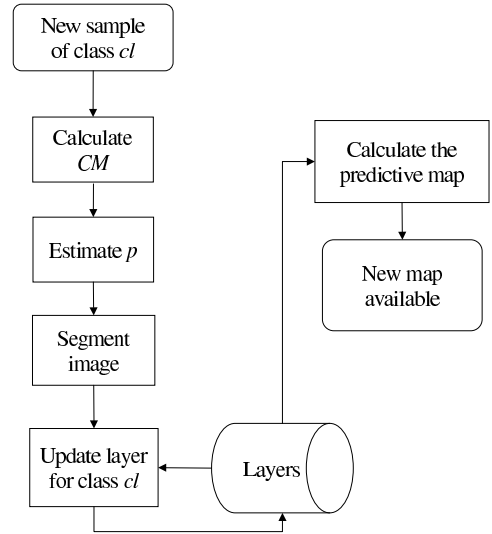 New sample
of class cl
Calculate
CM
Estimate p
Segment
image
Update layer
for class cl
Layers
Calculate the
predictive map
New map
available